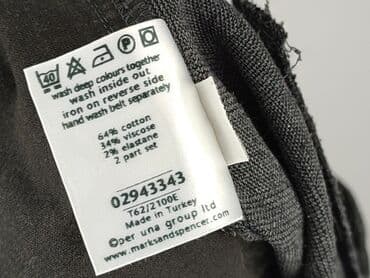 40 P
wash deep colours together
wash inside out
iron on reverse side
hand wash belt separately
64% cotton
34% viscose
2% elastane
2 part set
02943343
T62/2100E
Made in Turkey
©per una group ltd
www.marksandspencer.com